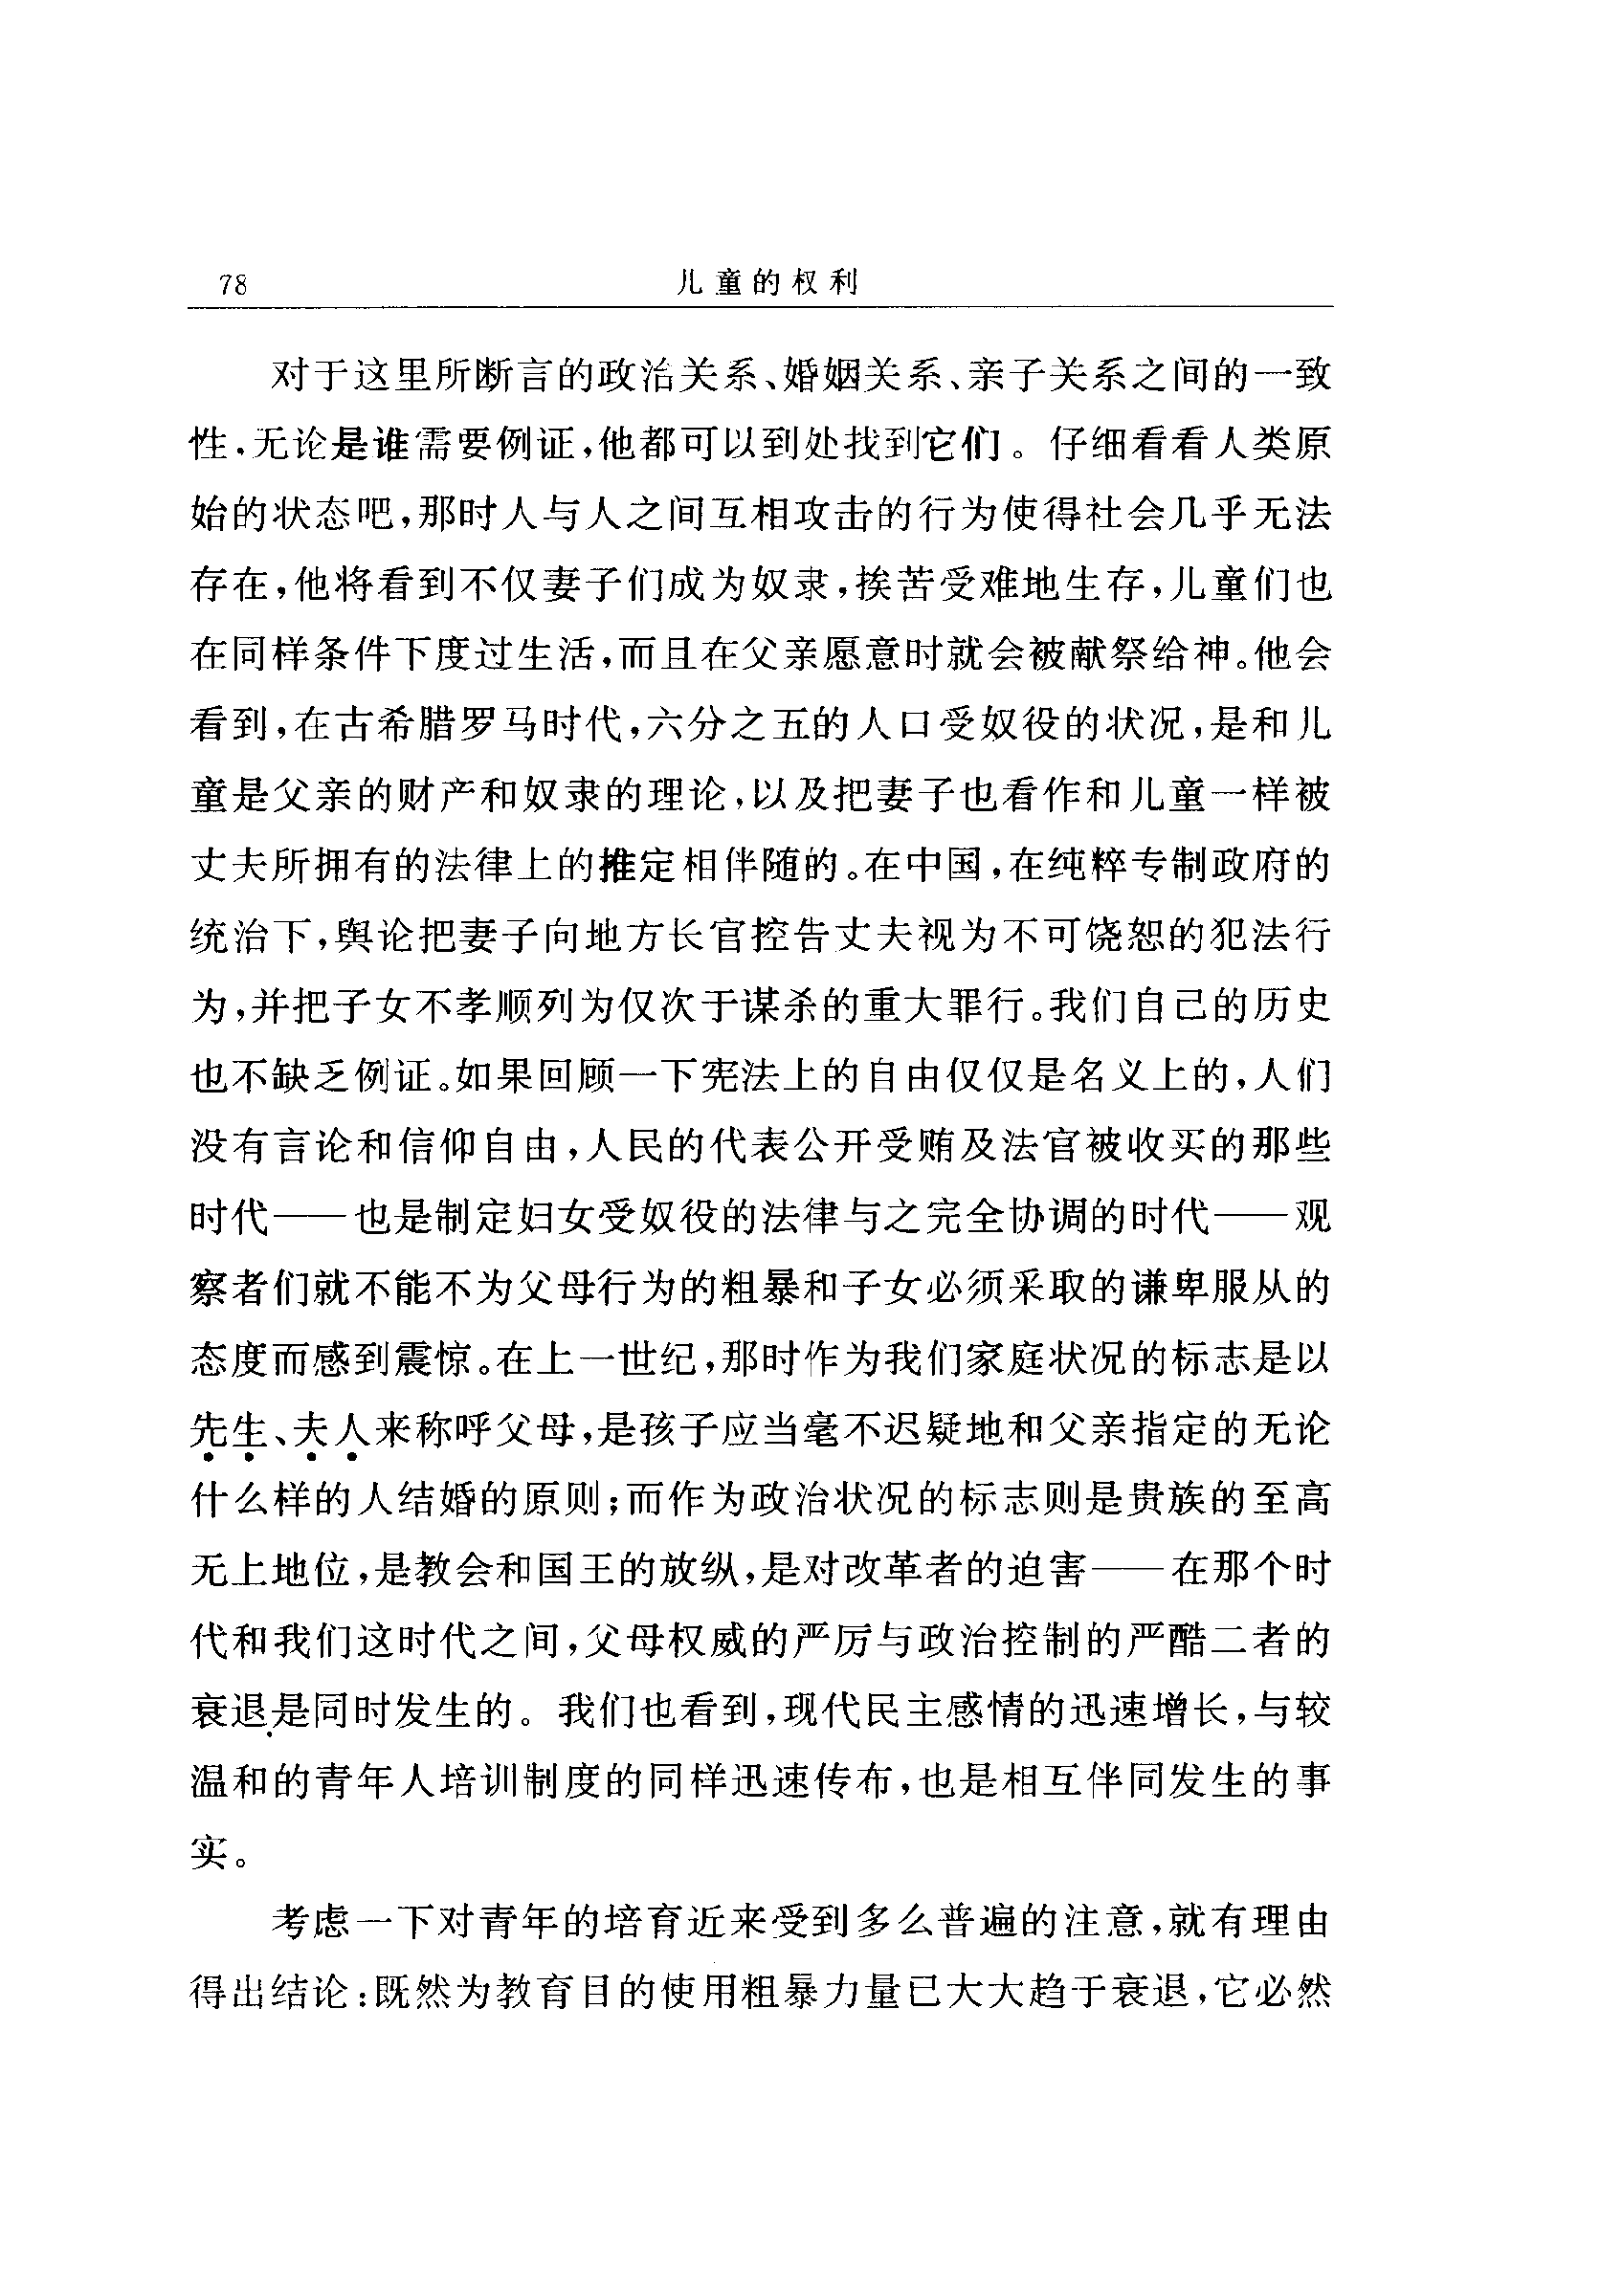 78 儿童的权利
对于这里所断言的政治关系、婚姻关系、亲子关系之间的一致
性,无论是谁需要例证,他都可以到处找到它们。仔细看看人类原
始的状态吧,那时人与人之间互相攻击的行为使得社会几乎无法
存在,他将看到不仅妻子们成为奴隶,挨苦受难地生存,儿童们也
在同样条件下度过生活,而且在父亲愿意时就会被献祭给神。他会
看到,在古希腊罗马时代,六分之五的人口受奴役的状况,是和儿
童是父亲的财产和奴隶的理论,以及把妻子也看作和儿童一样被
丈夫所拥有的法律上的推定相伴随的。在中国,在纯粹专制政府的
统治下,舆论把妻子向地方长官控告丈夫视为不可饶恕的犯法行
为,并把子女不孝顺列为仅次于谋杀的重大罪行。我们自己的历史
也不缺乏例证。如果回顾一下宪法上的自由仅仅是名义上的,人们
没有言论和信仰自由,人民的代表公开受贿及法官被收买的那些
时代——也是制定妇女受奴役的法律与之完全协调的时代——观
察者们就不能不为父母行为的粗暴和子女必须采取的谦卑服从的
态度而感到震惊。在上一世纪,那时作为我们家庭状况的标志是以
先生、夫人来称呼父母,是孩子应当毫不迟疑地和父亲指定的无论
什么样的人结婚的原则;而作为政治状况的标志则是贵族的至高
无上地位,是教会和国王的放纵,是对改革者的迫害——在那个时
代和我们这时代之间,父母权威的严厉与政治控制的严酷二者的
衰退是同时发生的。我们也看到,现代民主感情的迅速增长,与较
温和的青年人培训制度的同样迅速传布,也是相互伴同发生的事
实。
考虑一下对青年的培育近来受到多么普遍的注意,就有理由
得出结论:既然为教育目的使用粗暴力量已大大趋于衰退,它必然